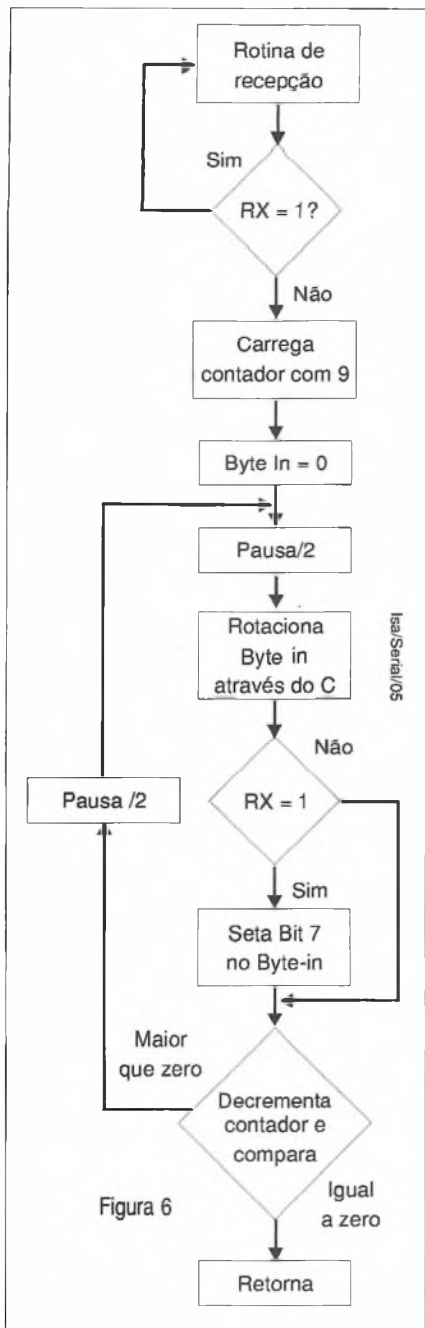 Rotina de
recepção
Sim
RX = 1?
Não
Carrega
contador com 9
Byte In = 0
Pausa/2
Rotaciona
Byte in
através do C
Isa/Serial/05
Não
RX = 1
Pausa /2
Sim
Seta Bit 7
no Byte-in
Maior
que zero
Decrementa
contador e
compara
Igual
a zero
Figura 6
Retorna